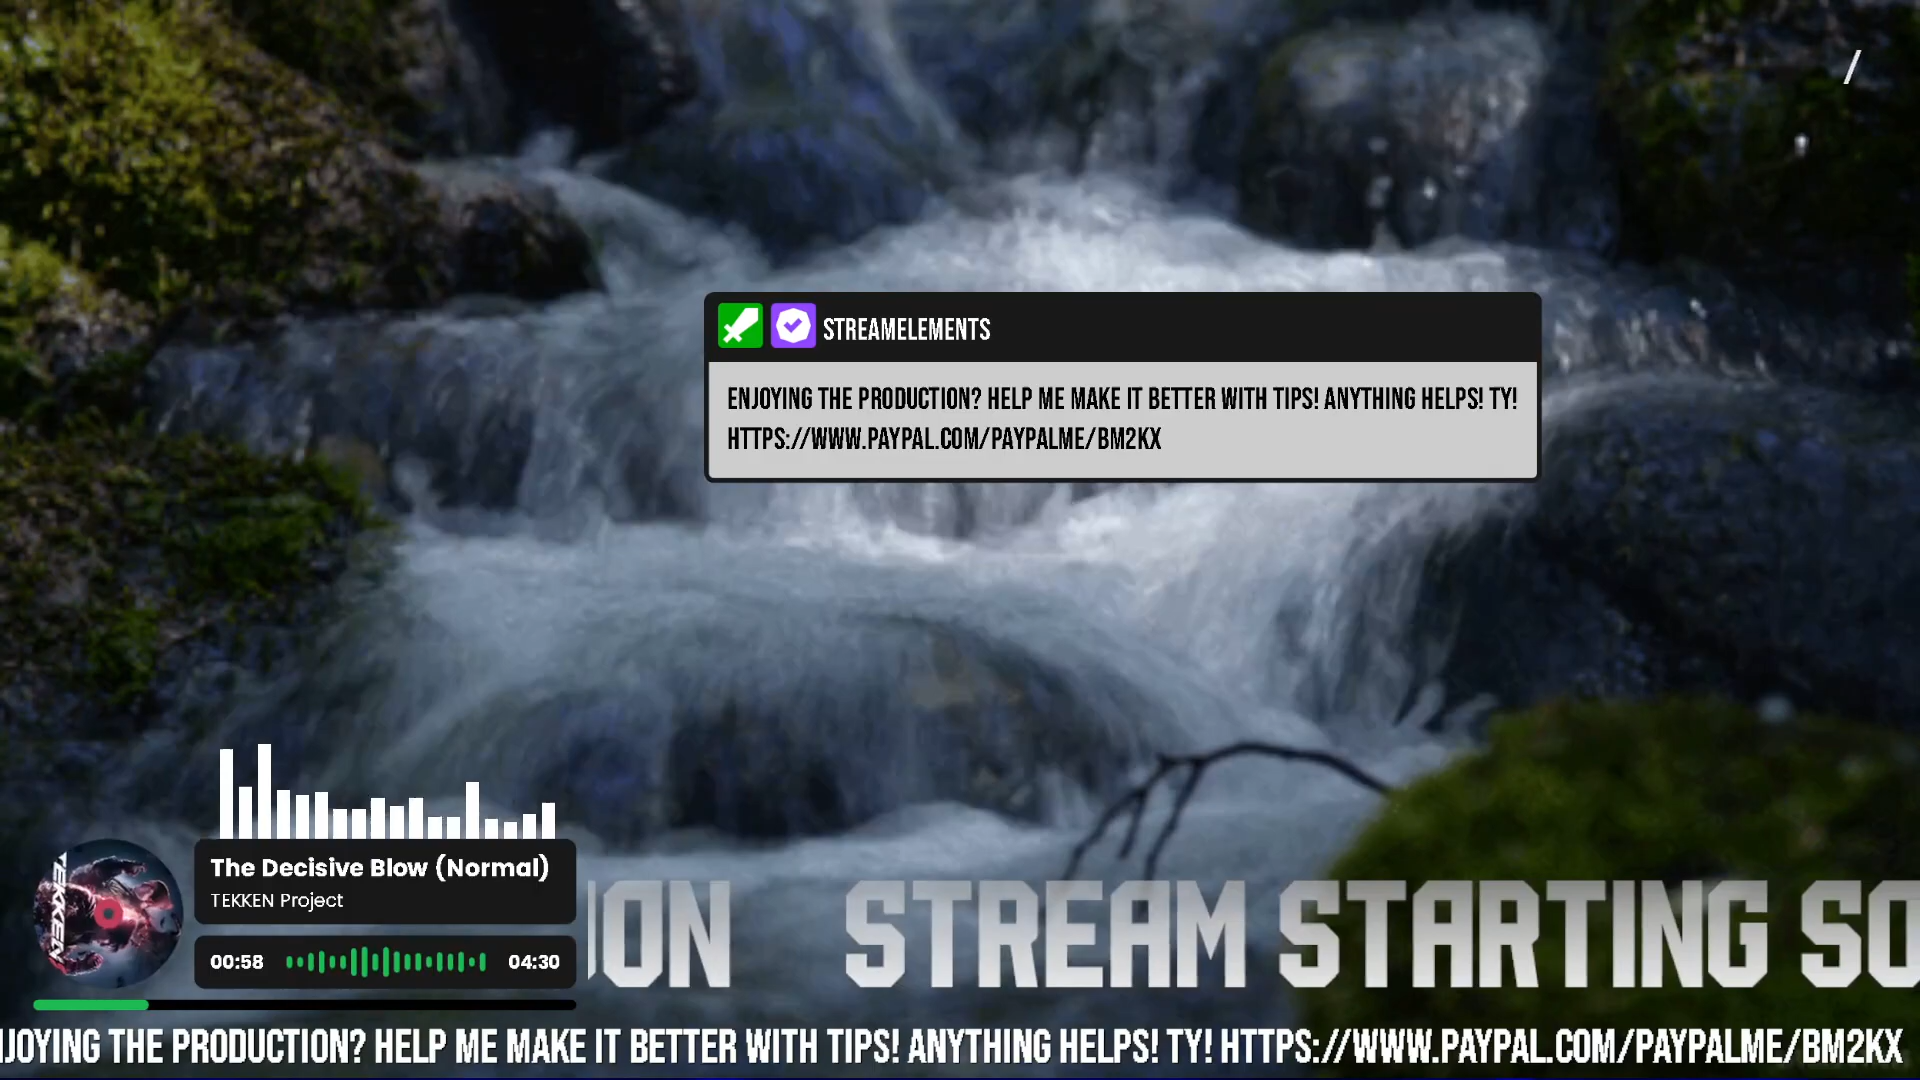 /
STREAMELEMENTS
ENJOYING THE PRODUCTION? HELP ME MAKE IT BETTER WITH TIPS! ANYTHING HELPS! TY!
HTTPS://WWW.PAYPAL.COM/PAYPALME/BM2KX
The Decisive Blow (Normal)
TEKKEN Project
TEKKEN
00:58 04:30
OON STREAM STARTING SO
NJOYING THE PRODUCTION? HELP ME MAKE IT BETTER WITH TIPS! ANYTHING HELPS! TY! HTTPS://WWW.PAYPAL.COM/PAYPALME/BM2KX